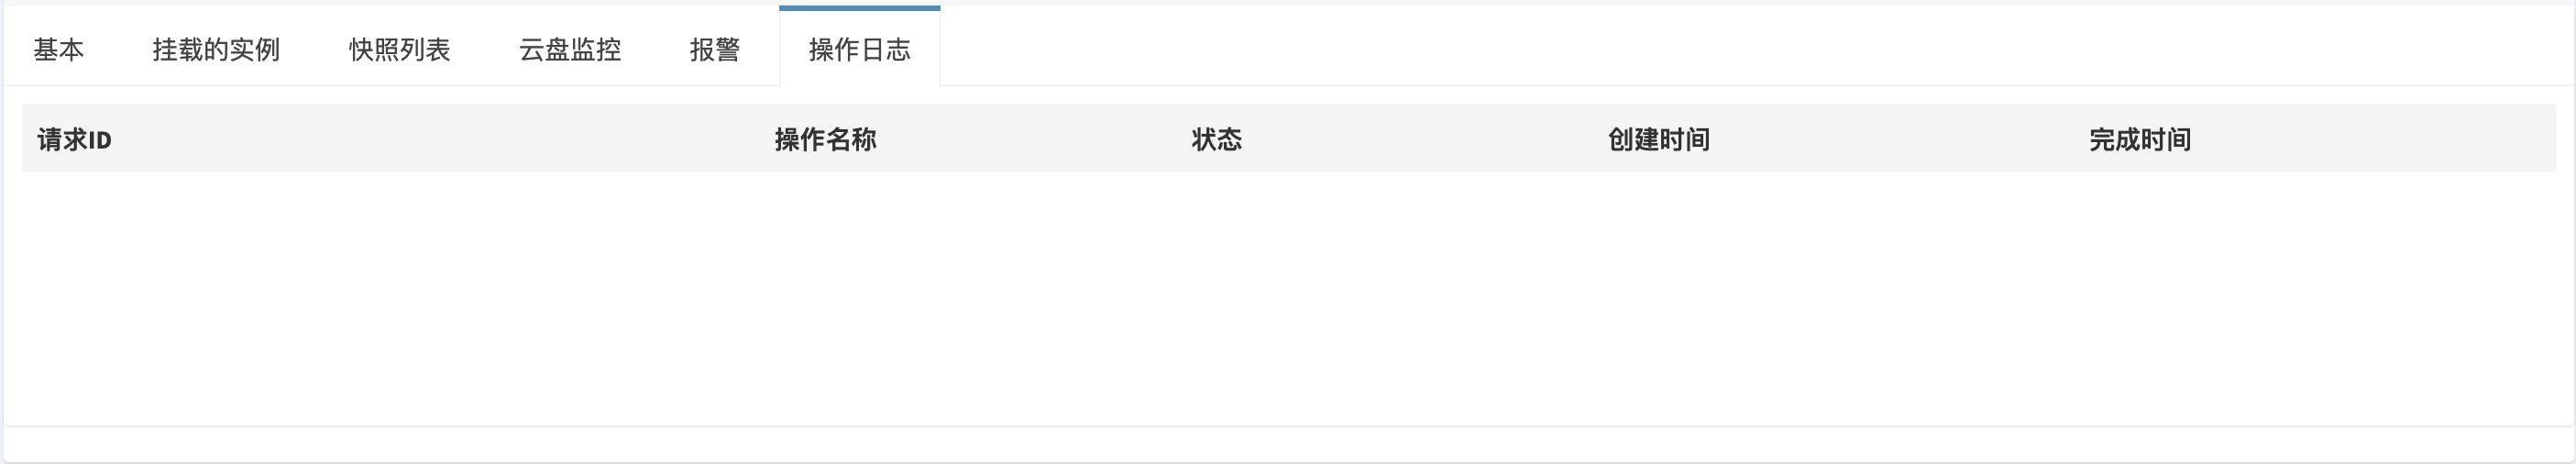 基本 挂载的实例 快照列表 云盘监控 报警 操作日志
请求ID 操作名称 状态 创建时间 完成时间